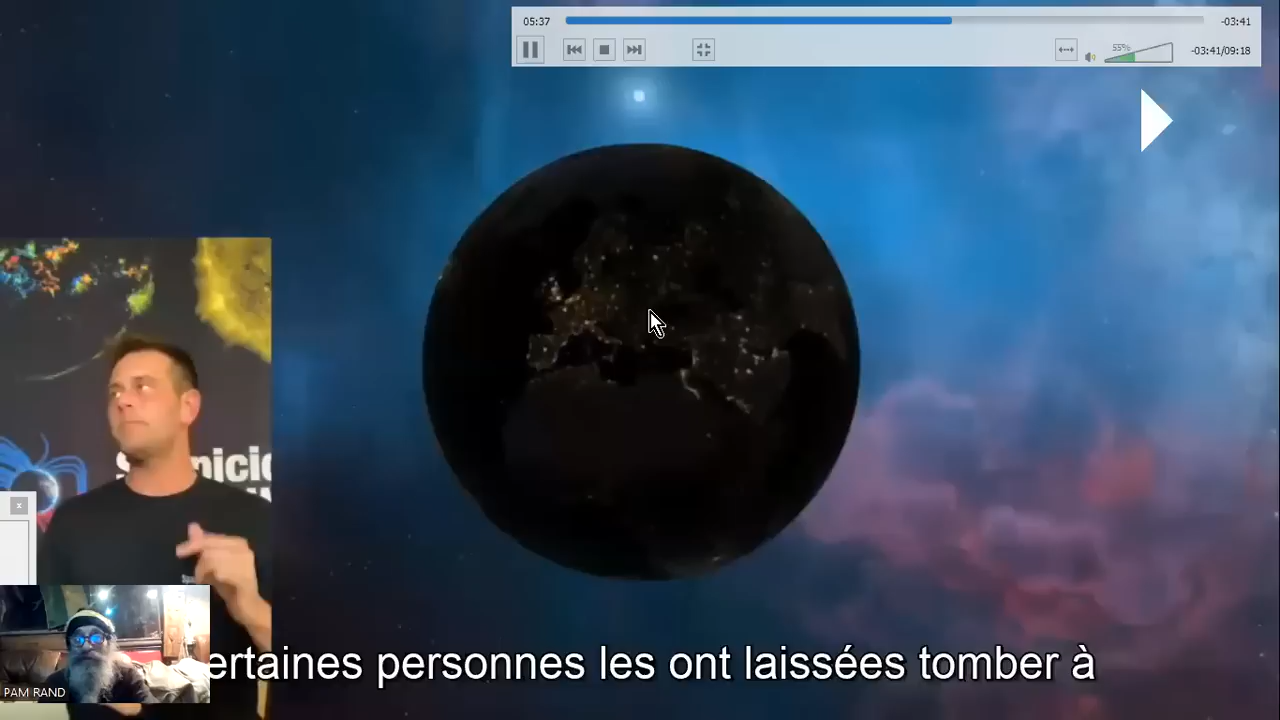 05:37
-03:41
55%
-03:41/09:18
PAM RAND
ertaines personnes les ont laissées tomber à